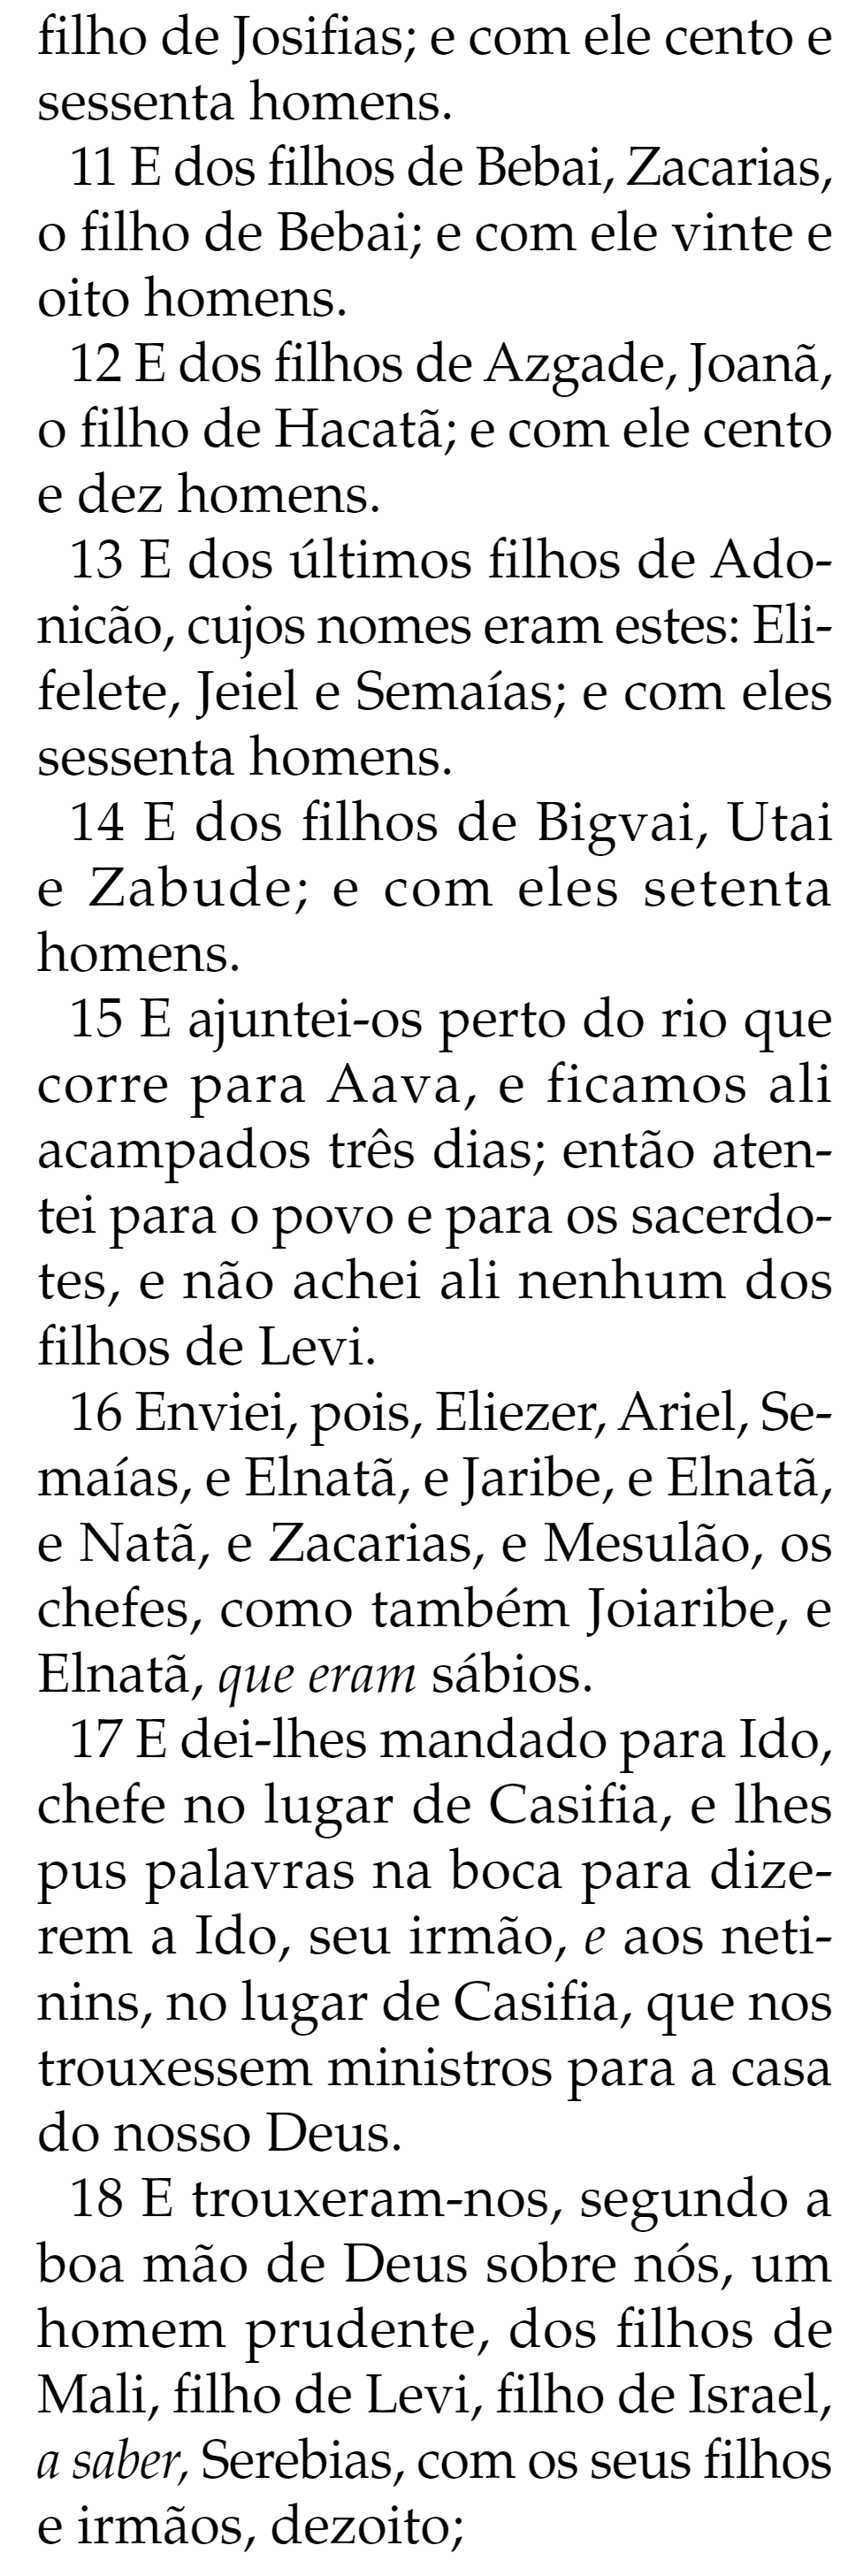 filho de Josifias; e com ele cento e
sessenta homens.
11 E dos filhos de Bebai, Zacarias,
o filho de Bebai; e com ele vinte e
oito homens.
12 E dos filhos de Azgade, Joanã,
o filho de Hacatã; e com ele cento
e dez homens.
13 E dos últimos filhos de Ado-
nicão, cujos nomes eram estes: Eli-
felete, Jeiel e Semaías; e com eles
sessenta homens.
14 E dos filhos de Bigvai, Utai
e Zabude; e com eles setenta
homens.
15 E ajuntei-os perto do rio que
corre para Aava, e ficamos ali
acampados três dias; então aten-
tei para o povo e para os sacerdo-
tes, e não achei ali nenhum dos
filhos de Levi.
16 Enviei, pois, Eliezer, Ariel, Se-
maías, e Elnatã, e Jaribe, e Elnatã,
e Natã, e Zacarias, e Mesulão, os
chefes, como também Joiaribe, e
Elnatã, que eram sábios.
17 E dei-lhes mandado para Ido,
chefe no lugar de Casifia, e lhes
pus palavras na boca para dize-
rem a Ido, seu irmão, e aos neti-
nins, no lugar de Casifia, que nos
trouxessem ministros para a casa
do nosso Deus.
18 E trouxeram-nos, segundo a
boa mão de Deus sobre nós, um
homem prudente, dos filhos de
Mali, filho de Levi, filho de Israel,
a saber, Serebias, com os seus filhos
e irmãos, dezoito;